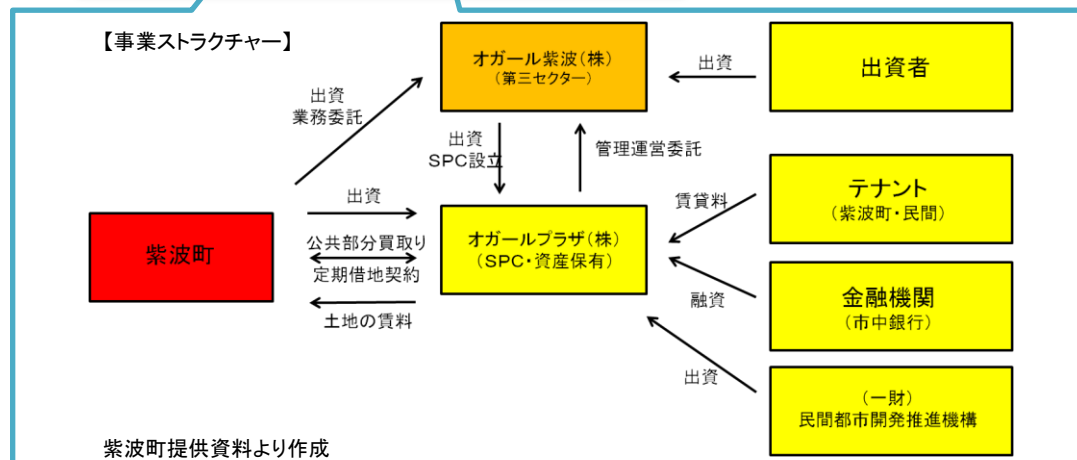 【事業ストラクチャー】
オガール紫波(株)
(第三セクター)
出資
出資者
出資
業務委託
出資
SPC設立
管理運営委託
テナント
(紫波町・民間)
賃貸料
出資
紫波町
公共部分買取り
定期借地契約
土地の賃料
オガールプラザ(株)
(SPC・資産保有)
融資
金融機関
(市中銀行)
出資
(一財)
民間都市開発推進機構
紫波町提供資料より作成